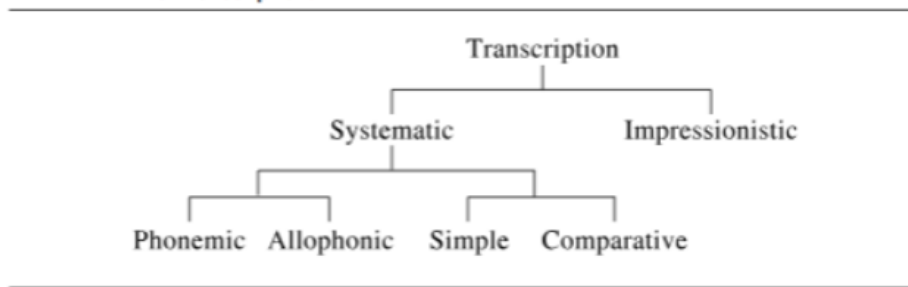 Transcription
Systematic Impressionistic
Phonemic Allophonic Simple Comparative